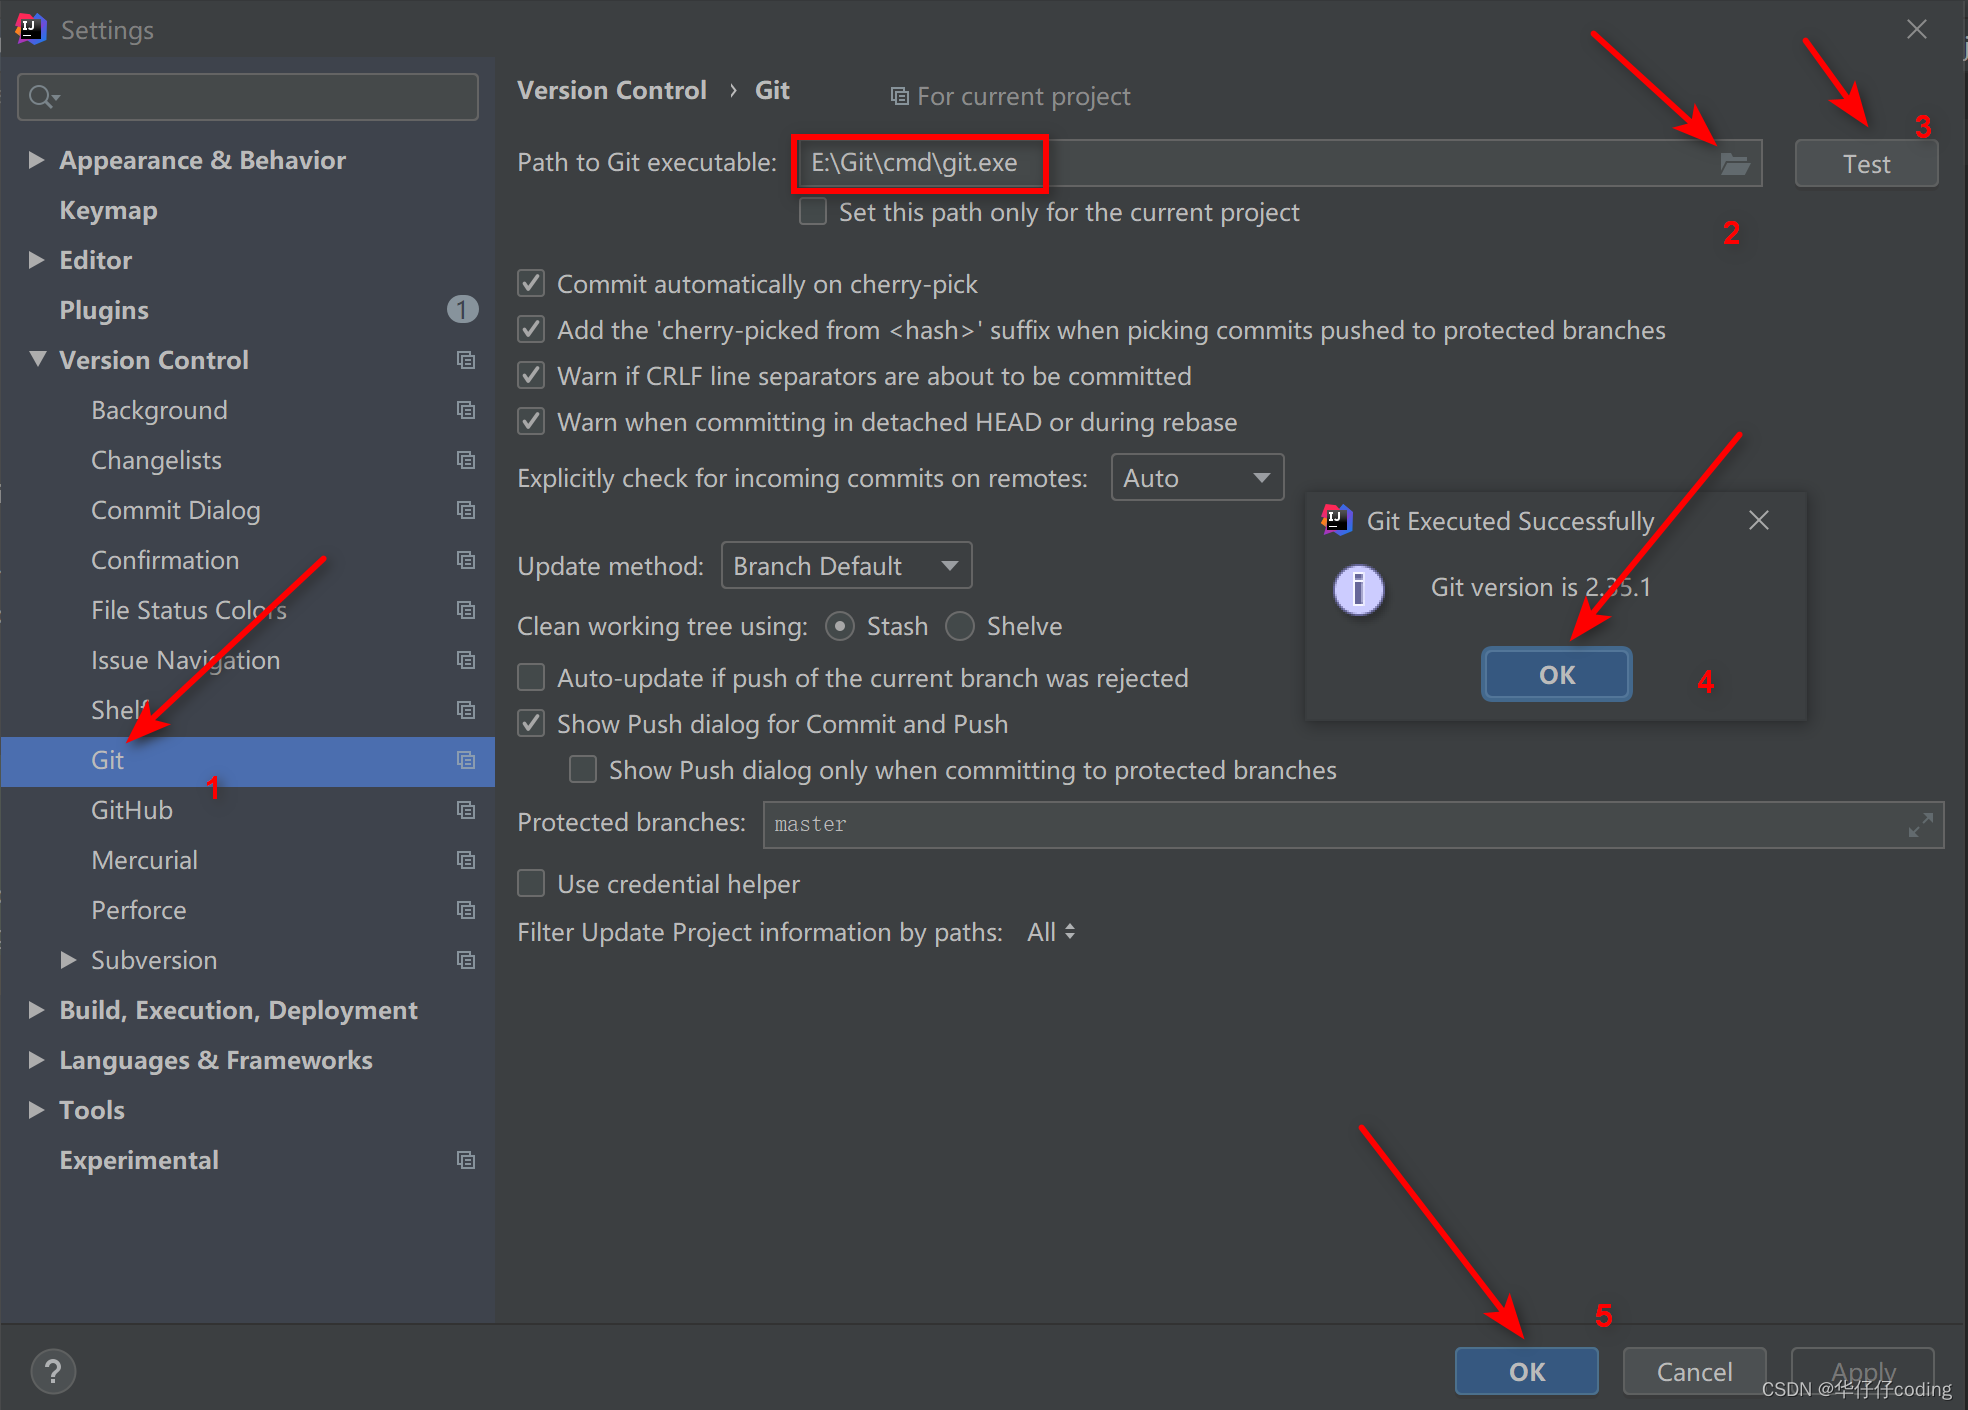 Settings
Version Control › Git
For current project
3
Appearance & Behavior
Path to Git executable: E:\Git\cmd\git.exe
Test
Keymap
Set this path only for the current project
2
Editor
Commit automatically on cherry-pick
Plugins 1
Add the 'cherry-picked from <hash>' suffix when picking commits pushed to protected branches
Version Control
Warn if CRLF line separators are about to be committed
Background
Warn when committing in detached HEAD or during rebase
Changelists
Explicitly check for incoming commits on remotes: Auto
Commit Dialog
Git Executed Successfully
Confirmation
Update method: Branch Default
Git version is 2.35.1
File Status Colors
Clean working tree using: Stash Shelve
Issue Navigation
Auto-update if push of the current branch was rejected
OK
4
Shelf
Show Push dialog for Commit and Push
Git
1
Show Push dialog only when committing to protected branches
GitHub
Protected branches: master
Mercurial
Use credential helper
Perforce
Filter Update Project information by paths: All
Subversion
Build, Execution, Deployment
Languages & Frameworks
Tools
Experimental
5
?
OK
Cancel
Apply
CSDN @华仔仔coding